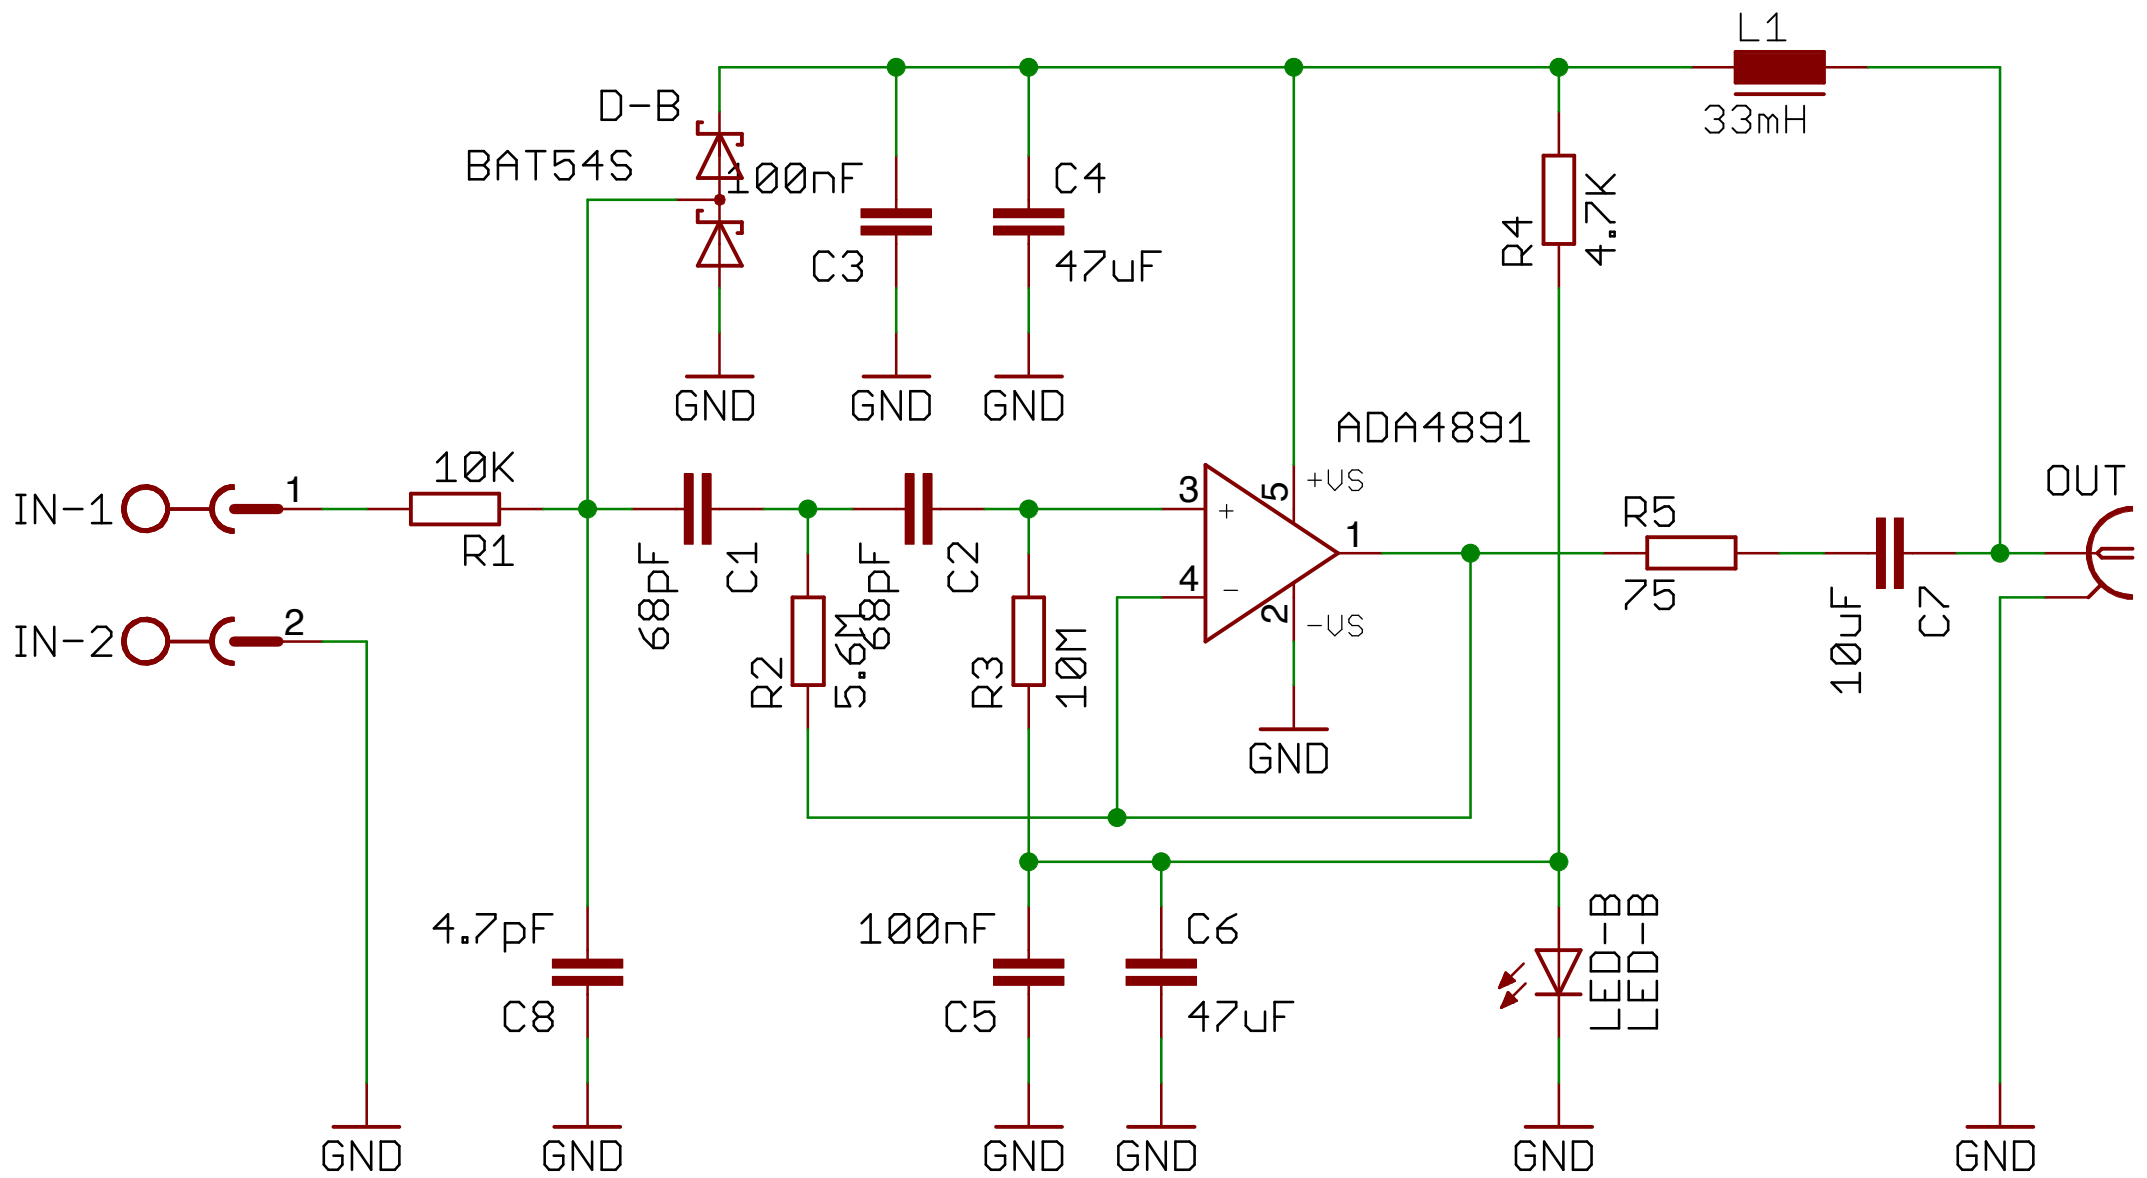 L1
33mH
D-B
BAT54S
100nF
C3
C4
47uF
R4
4.7K
GND
GND
GND
ADA4891
IN-1
1
10K
R1
68pF
C1
68pF
C2
3
+
4
-
5
+VS
2
-VS
1
R5
75
OUT
10uF
C7
IN-2
2
R2
5.6M
R3
10M
GND
4.7pF
C8
100nF
C5
C6
47uF
LED-B
LED-B
GND
GND
GND
GND
GND
GND